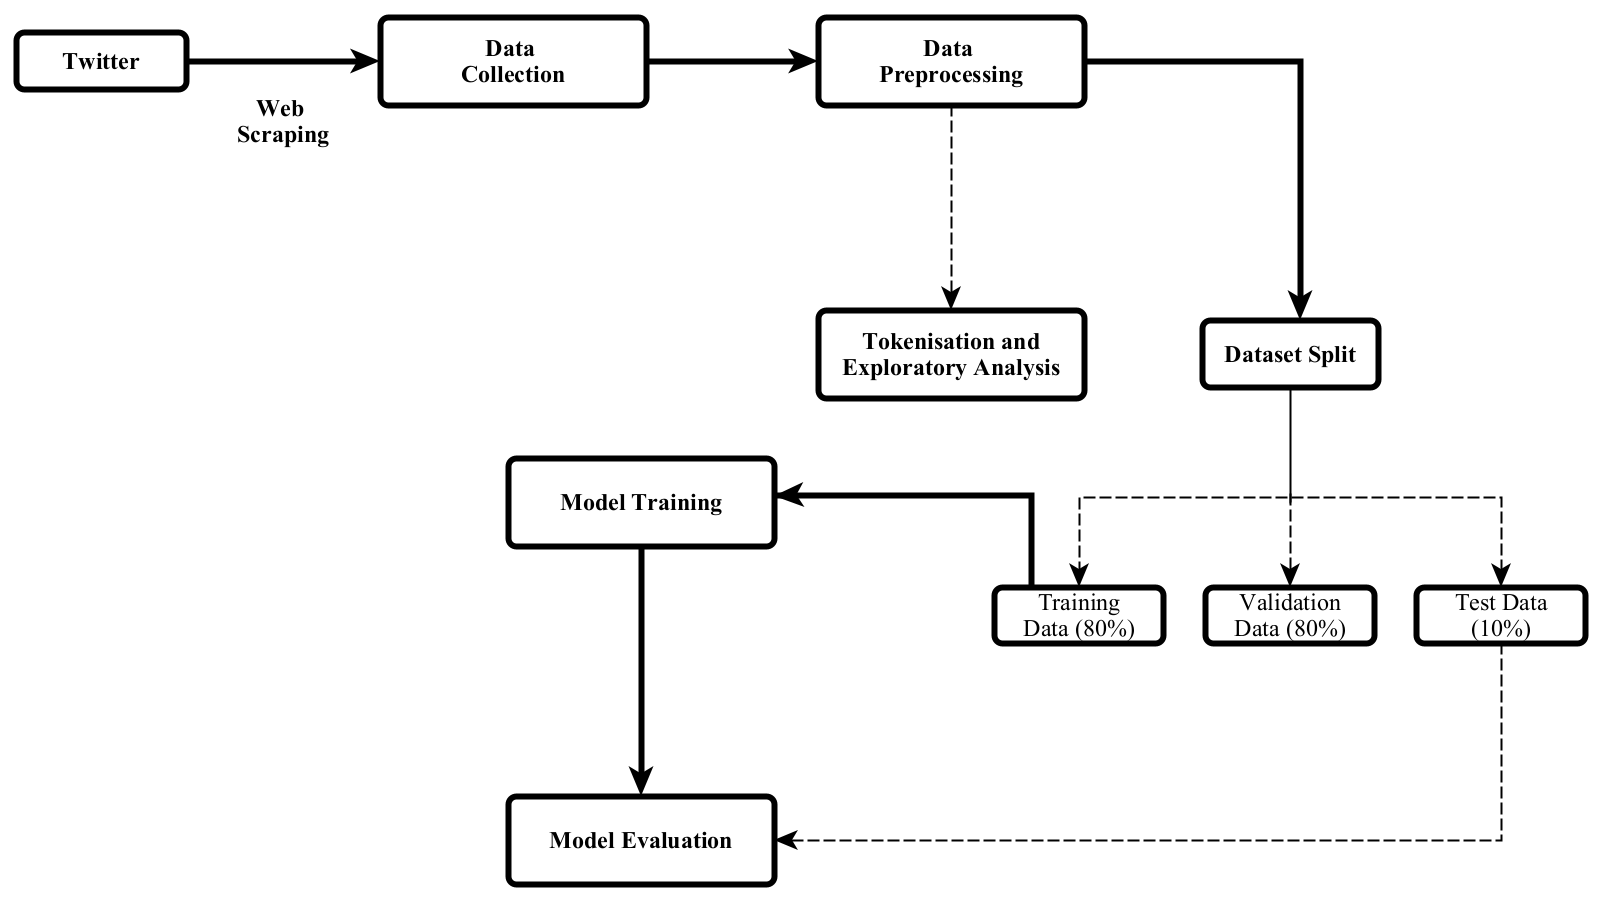 Twitter
Web
Scraping
Data
Collection
Data
Preprocessing
Tokenisation and
Exploratory Analysis
Dataset Split
Model Training
Training
Data (80%)
Validation
Data (80%)
Test Data
(10%)
Model Evaluation